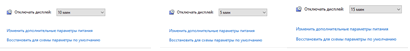 Отключать дисплей: 10 мин
Изменить дополнительные параметры питания
Восстановить для схемы параметры по умолчанию
Отключать дисплей: 5 мин
Изменить дополнительные параметры питания
Восстановить для схемы параметры по умолчанию
Отключать дисплей: 15 мин
Изменить дополнительные параметры питания
Восстановить для схемы параметры по умолчанию